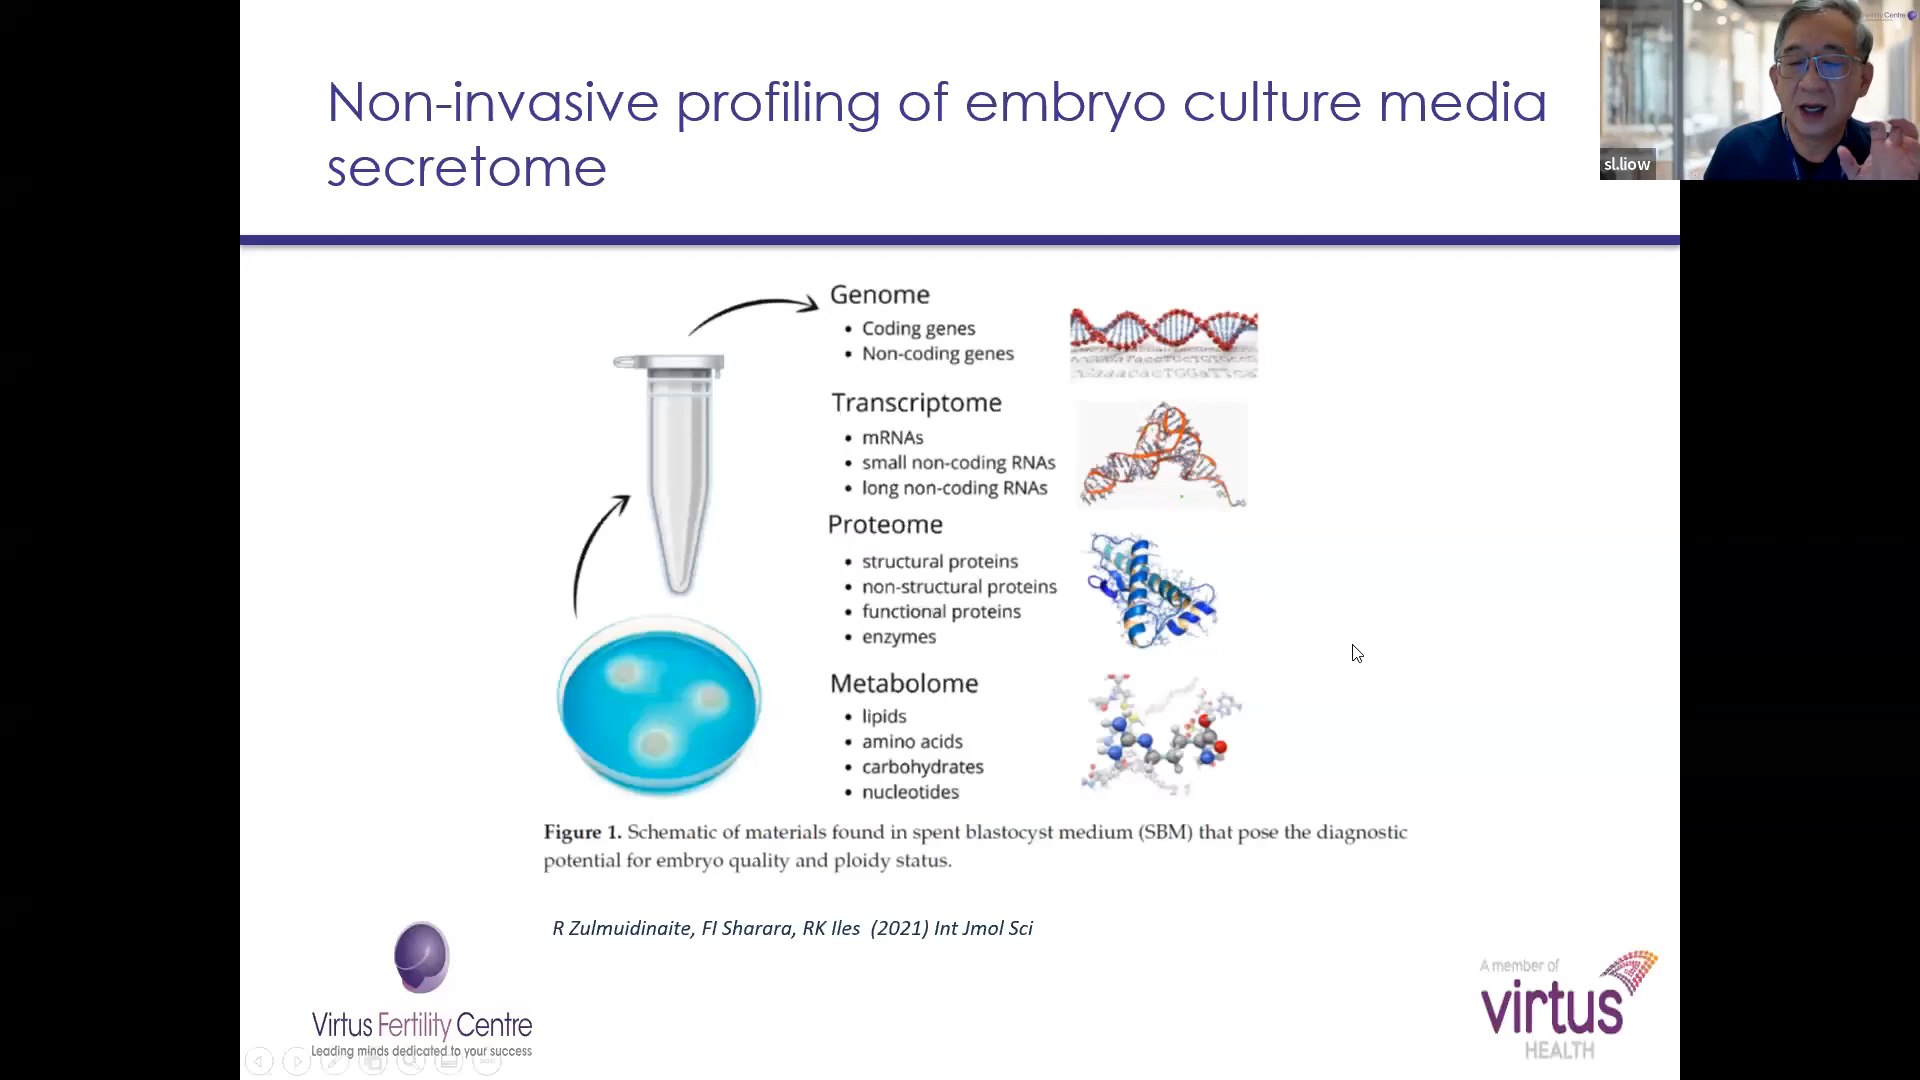 Non-invasive profiling of embryo culture media
secretome
Fertility Centre
sl.liow
Genome
• Coding genes
• Non-coding genes
Transcriptome
• mRNAs
• small non-coding RNAs
• long non-coding RNAs
Proteome
• structural proteins
• non-structural proteins
• functional proteins
• enzymes
Metabolome
• lipids
• amino acids
• carbohydrates
• nucleotides
Figure 1. Schematic of materials found in spent blastocyst medium (SBM) that pose the diagnostic
potential for embryo quality and ploidy status.
R Zulmuidinaite, FI Sharara, RK Iles (2021) Int Jmol Sci
Virtus Fertility Centre
Leading minds dedicated to your success
A member of
virtus
HEALTH